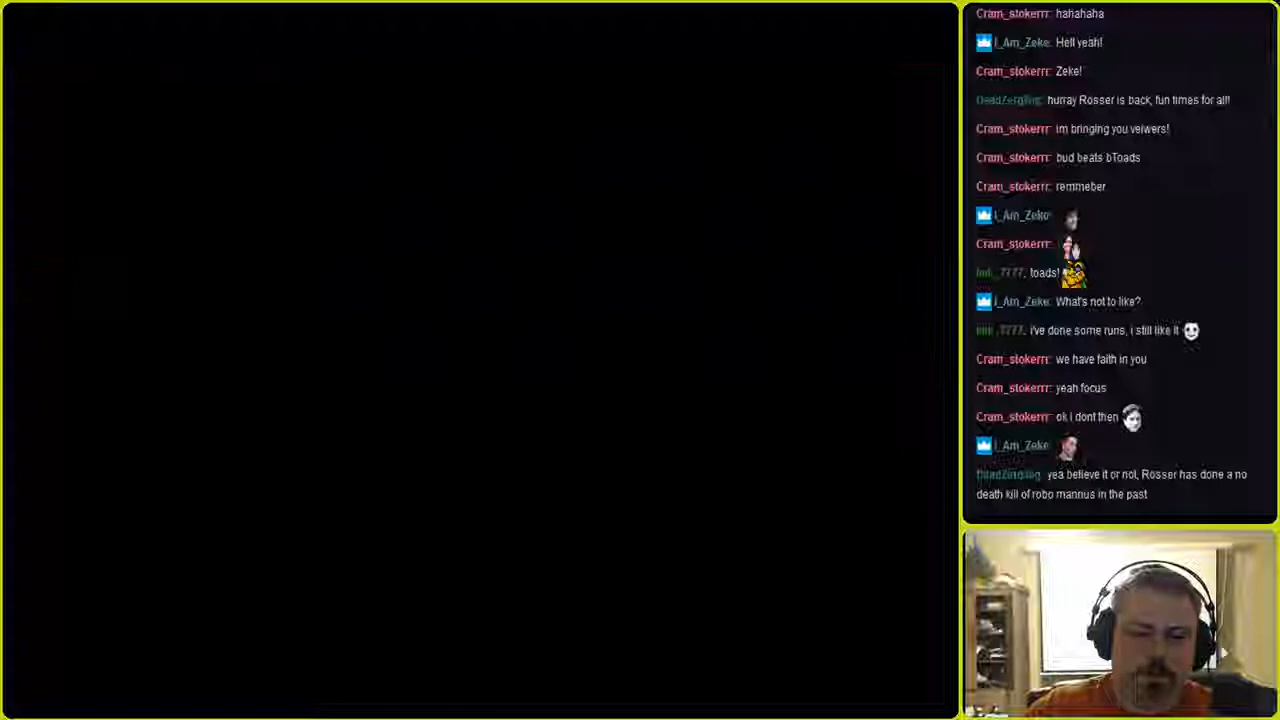 Cram_stokerrr: hahahaha
I_Am_Zeke: Hell yeah!
Cram_stokerrr: Zeke!
hurray Rosser is back, fun times for all!
Cram_stokerrr: im bringing you veiwers!
Cram_stokerrr: bud beats bToads
Cram_stokerrr: remmeber
I_Am_Zeke:
Cram_stokerrr:
toads!
I_Am_Zeke: What's not to like?
i've done some runs, i still like it
Cram_stokerrr: we have faith in you
Cram_stokerrr: yeah focus
Cram_stokerrr: ok i dont then
I_Am_Zeke:
yea believe it or not, Rosser has done a no
death kill of robo mannus in the past